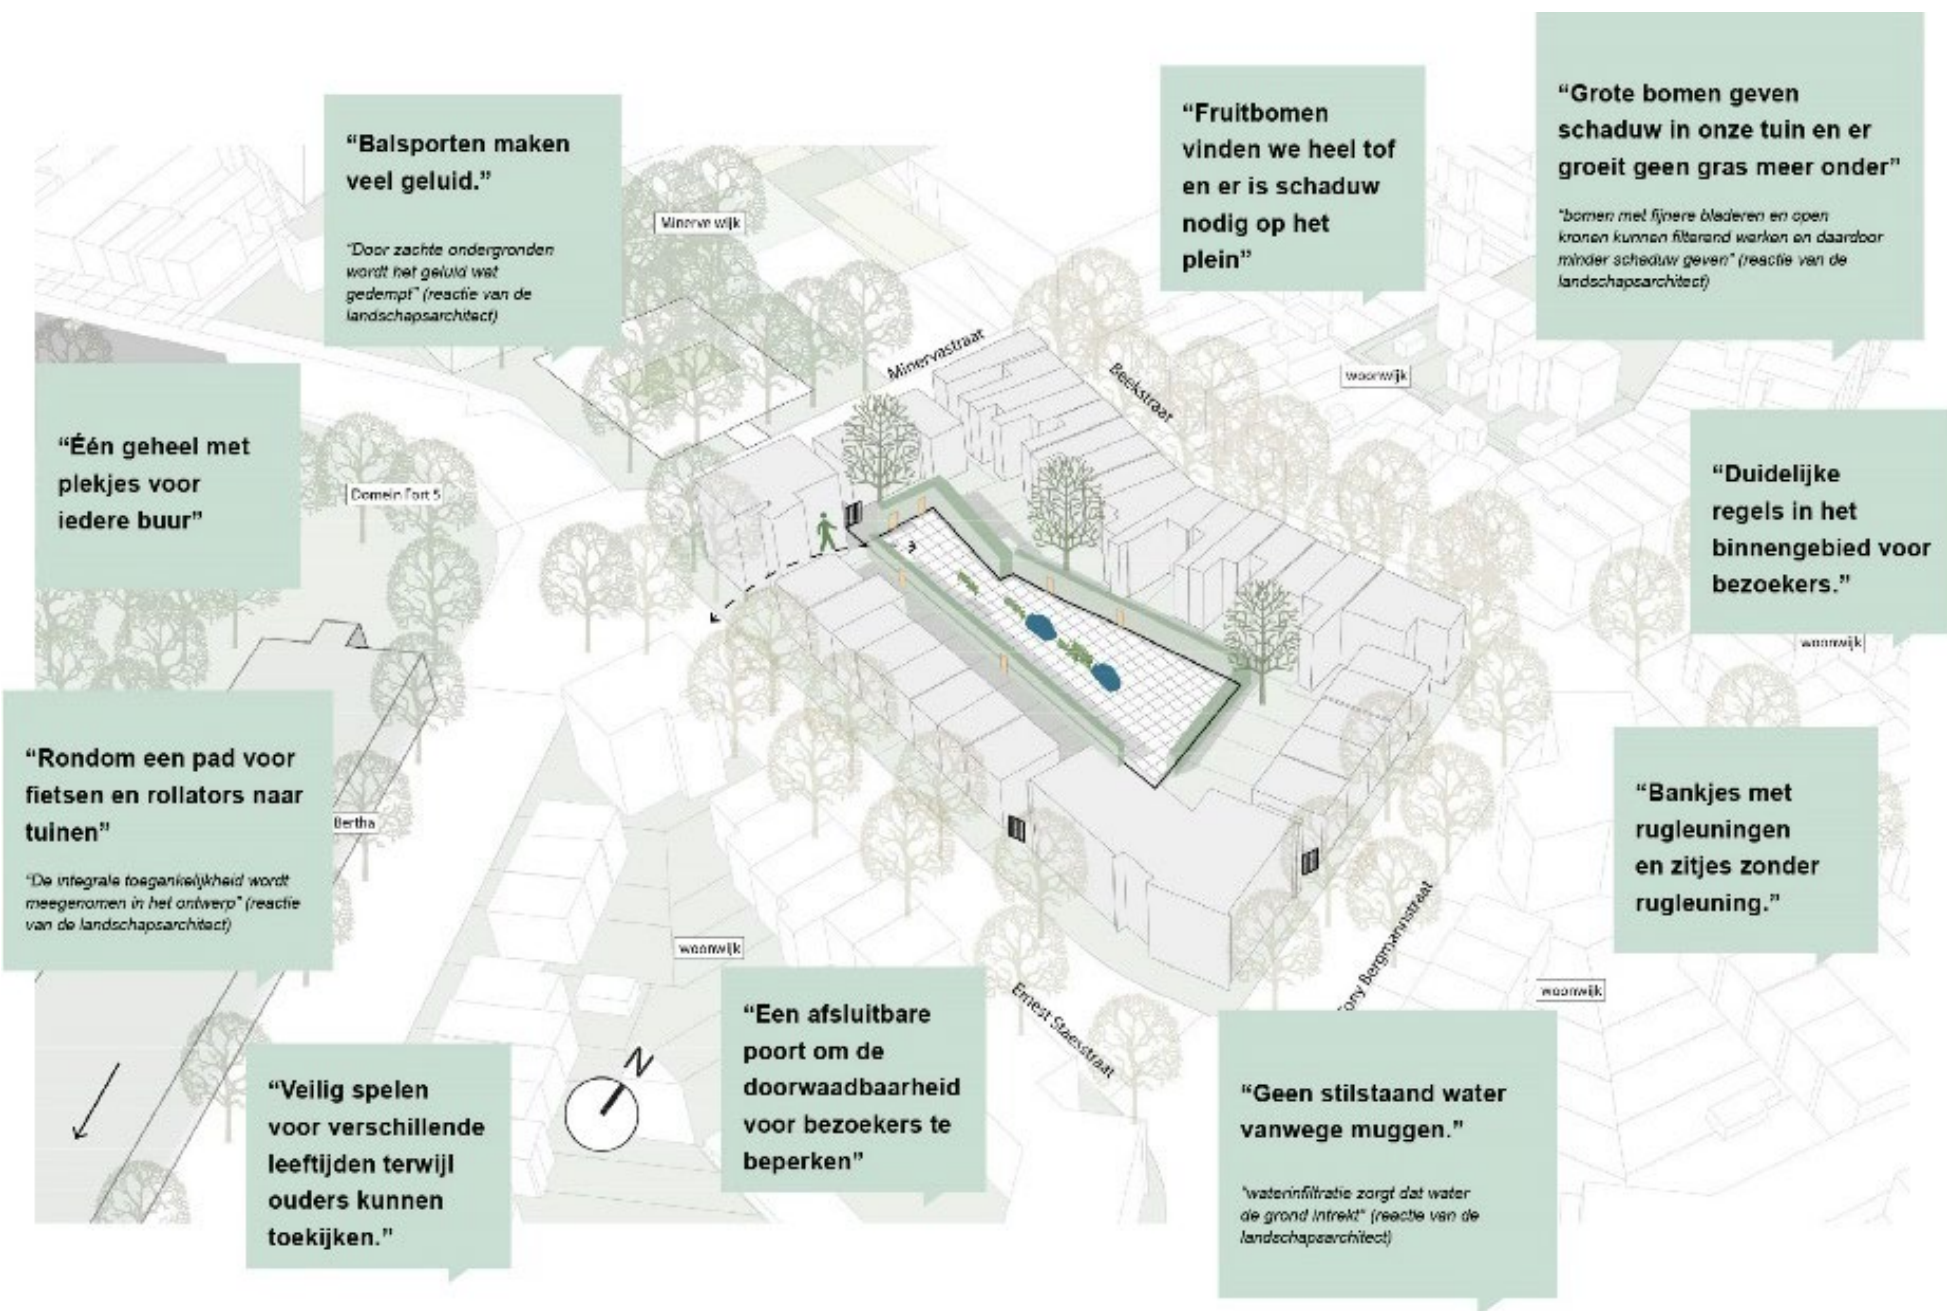 “Balsporten maken
veel geluid.”
“Door zachte ondergronden
wordt het geluid wat
gedempt” (reactie van de
landschapsarchitect)
“Fruitbomen
vinden we heel tof
en er is schaduw
nodig op het
plein”
“Grote bomen geven
schaduw in onze tuin en er
groeit geen gras meer onder”
“bomen met fijnere bladeren en open
kronen kunnen filterend werken en daardoor
minder schaduw geven” (reactie van de
landschapsarchitect)
Minerve wijk
Minervastraat
Beekstraat
woonwijk
“Één geheel met
plekjes voor
iedere buur”
Domein Fort 5
“Duidelijke
regels in het
binnengebied voor
bezoekers.”
woonwijk
3
“Rondom een pad voor
fietsen en rollators naar
tuinen”
“De integrale toegankelijkheid wordt
meegenomen in het ontwerp” (reactie
van de landschapsarchitect)
Bertha
“Bankjes met
rugleuningen
en zitjes zonder
rugleuning.”
woonwijk
woonwijk
Ernest Staesstraat
Tony Bergmannstraat
N
“Veilig spelen
voor verschillende
leeftijden terwijl
ouders kunnen
toekijken.”
“Een afsluitbare
poort om de
doorwaadbaarheid
voor bezoekers te
beperken”
“Geen stilstaand water
vanwege muggen.”
“waterinfiltratie zorgt dat water
de grond intrekt” (reactie van de
landschapsarchitect)